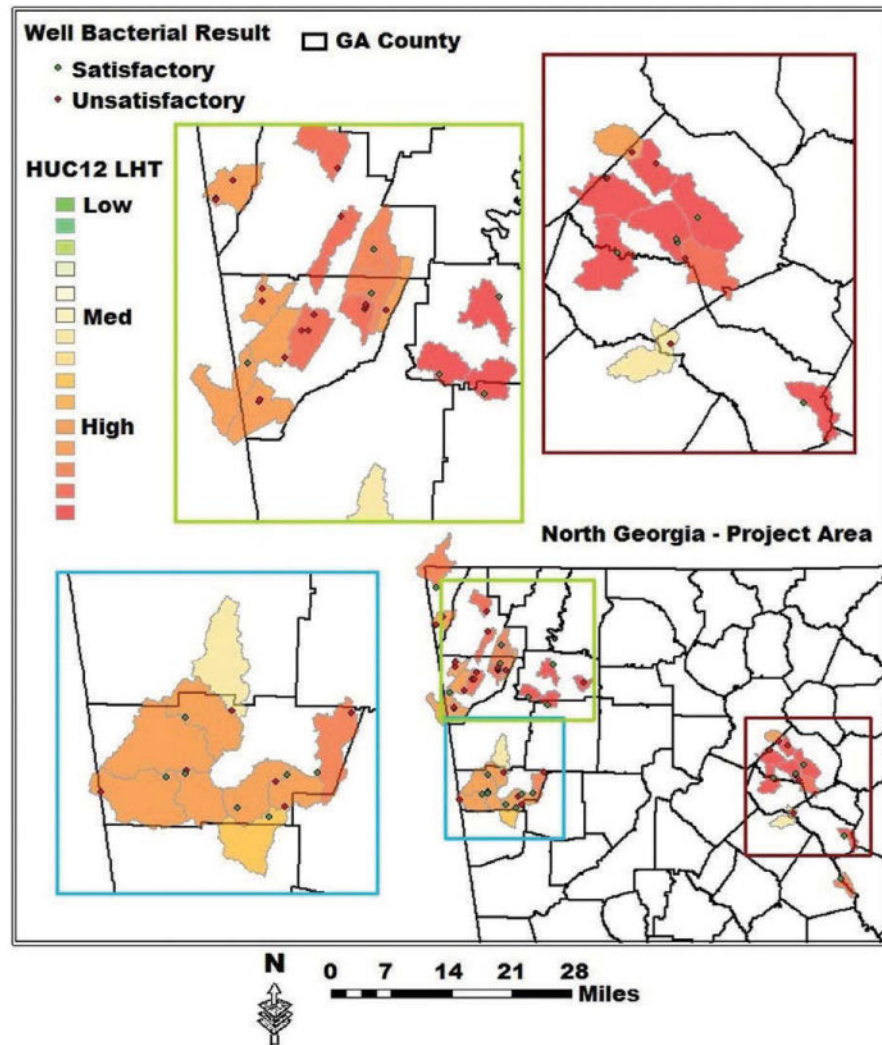 Well Bacterial Result
GA County
Satisfactory
Unsatisfactory
HUC12 LHT
Low
Med
High
North Georgia - Project Area
N
0 7 14 21 28
Miles